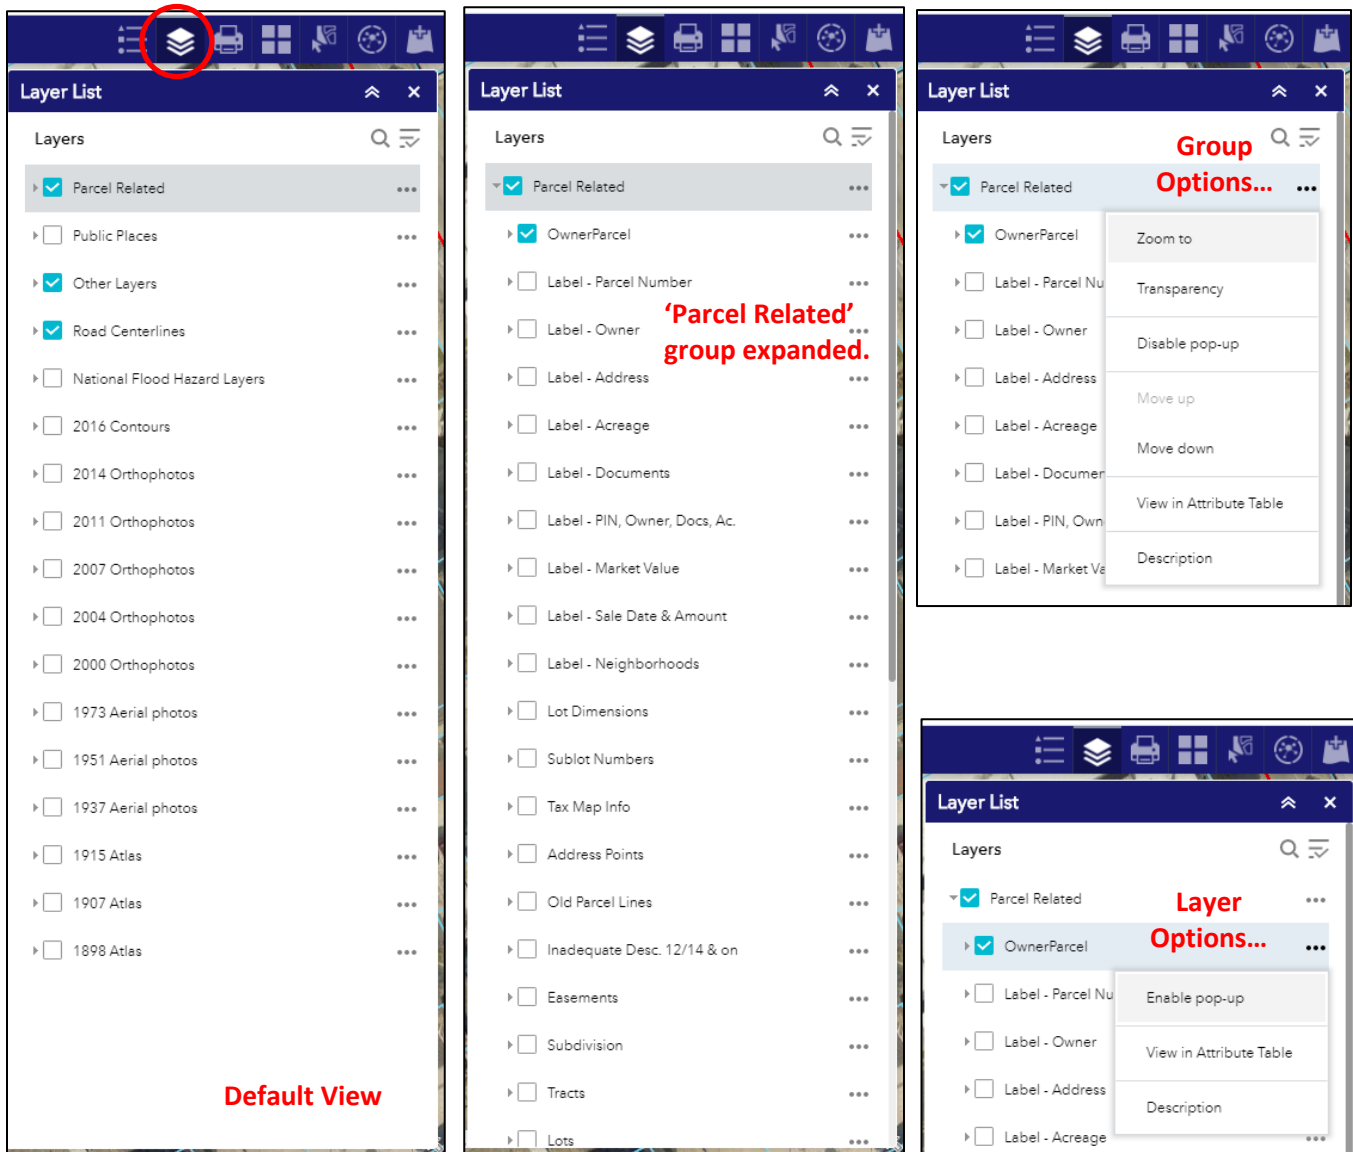 Layer List
Layers
Parcel Related
Public Places
Other Layers
Road Centerlines
National Flood Hazard Layers
2016 Contours
2014 Orthophotos
2011 Orthophotos
2007 Orthophotos
2004 Orthophotos
2000 Orthophotos
1973 Aerial photos
1951 Aerial photos
1937 Aerial photos
1915 Atlas
1907 Atlas
1898 Atlas
Default View
Layer List
Layers
Parcel Related
OwnerParcel
Label - Parcel Number
Label - Owner
'Parcel Related'
group expanded.
Label - Address
Label - Acreage
Label - Documents
Label - PIN, Owner, Docs, Ac.
Label - Market Value
Label - Sale Date & Amount
Label - Neighborhoods
Lot Dimensions
Sublot Numbers
Tax Map Info
Address Points
Old Parcel Lines
Inadequate Desc. 12/14 & on
Easements
Subdivision
Tracts
Lots
Layer List
Layers
Group
Options...
Parcel Related
OwnerParcel
Label - Parcel Nu
Label - Owner
Label - Address
Label - Acreage
Label - Documer
Label - PIN, Own
Label - Market Va
Zoom to
Transparency
Disable pop-up
Move up
Move down
View in Attribute Table
Description
Layer List
Layers
Parcel Related
Layer
Options...
OwnerParcel
Label - Parcel Nu
Label - Owner
Label - Address
Label - Acreage
Enable pop-up
View in Attribute Table
Description